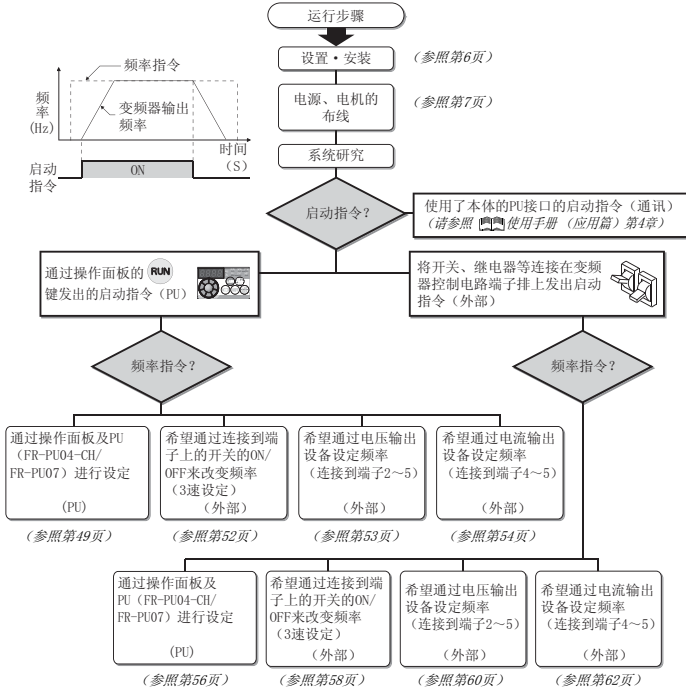 运行步骤
设置・安装
（参照第6页）
电源、电机的
布线
（参照第7页）
系统研究
频率指令
频率
(Hz)
变频器输出
频率
时间
（S）
启动
指令
ON
启动指令？
使用了本体的PU接口的启动指令（通讯）
（请参照 使用手册 （应用篇）第4章）
通过操作面板的 RUN
键发出的启动指令（PU）
将开关、继电器等连接在变频
器控制电路端子排上发出启动
指令（外部）
频率指令？
频率指令？
通过操作面板及PU
（FR-PU04-CH/
FR-PU07）进行设定
(PU)
（参照第49页）
希望通过连接到端
子上的开关的ON/
OFF来改变频率
（3速设定）
（外部）
（参照第52页）
希望通过电压输出
设备设定频率
（连接到端子2～5）
（外部）
（参照第53页）
希望通过电流输出
设备设定频率
（连接到端子4～5）
（外部）
（参照第54页）
通过操作面板及
PU（FR-PU04-CH/
FR-PU07）进行设定
(PU)
（参照第56页）
希望通过连接到端
子上的开关的ON/
OFF来改变频率
（3速设定）
（外部）
（参照第58页）
希望通过电压输出
设备设定频率
（连接到端子2～5）
（外部）
（参照第60页）
希望通过电流输出
设备设定频率
（连接到端子4～5）
（外部）
（参照第62页）